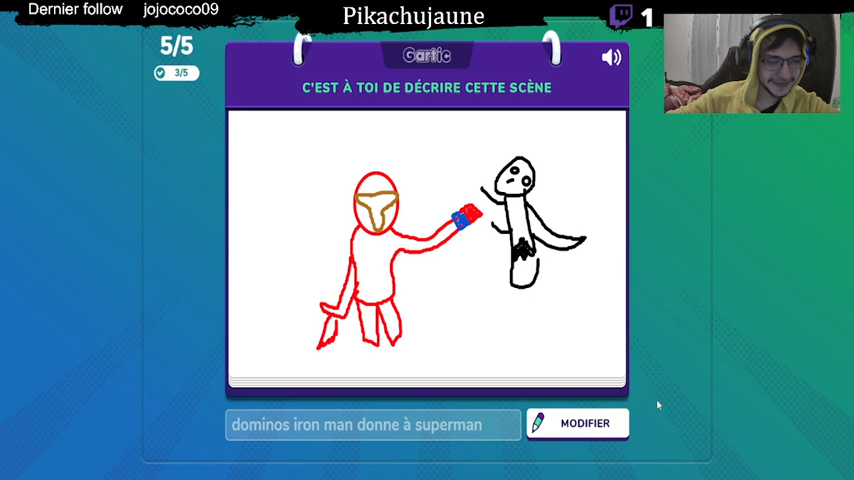 Dernier follow jojococo09
Pikachujaune
1
5/5
3/5
Gartic
C'EST À TOI DE DÉCRIRE CETTE SCÈNE
dominos iron man donne à superman
MODIFIER